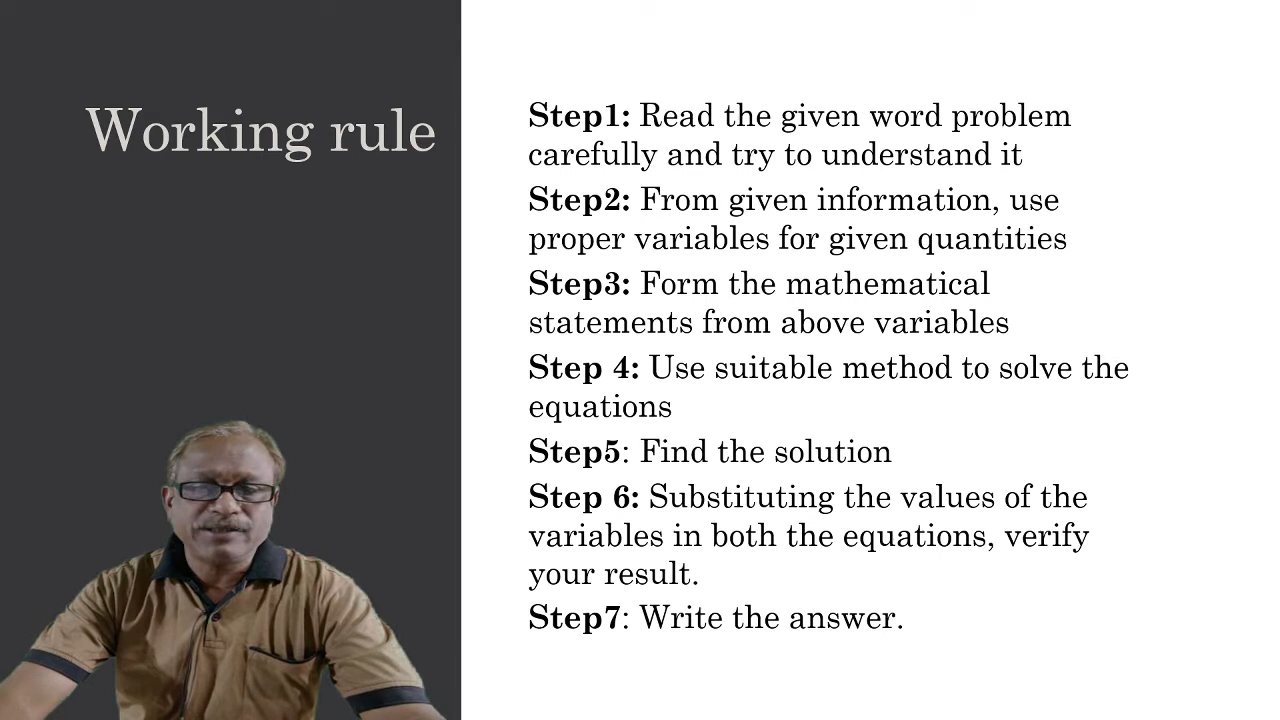 Working rule
Step1: Read the given word problem
carefully and try to understand it
Step2: From given information, use
proper variables for given quantities
Step3: Form the mathematical
statements from above variables
Step 4: Use suitable method to solve the
equations
Step5: Find the solution
Step 6: Substituting the values of the
variables in both the equations, verify
your result.
Step7: Write the answer.